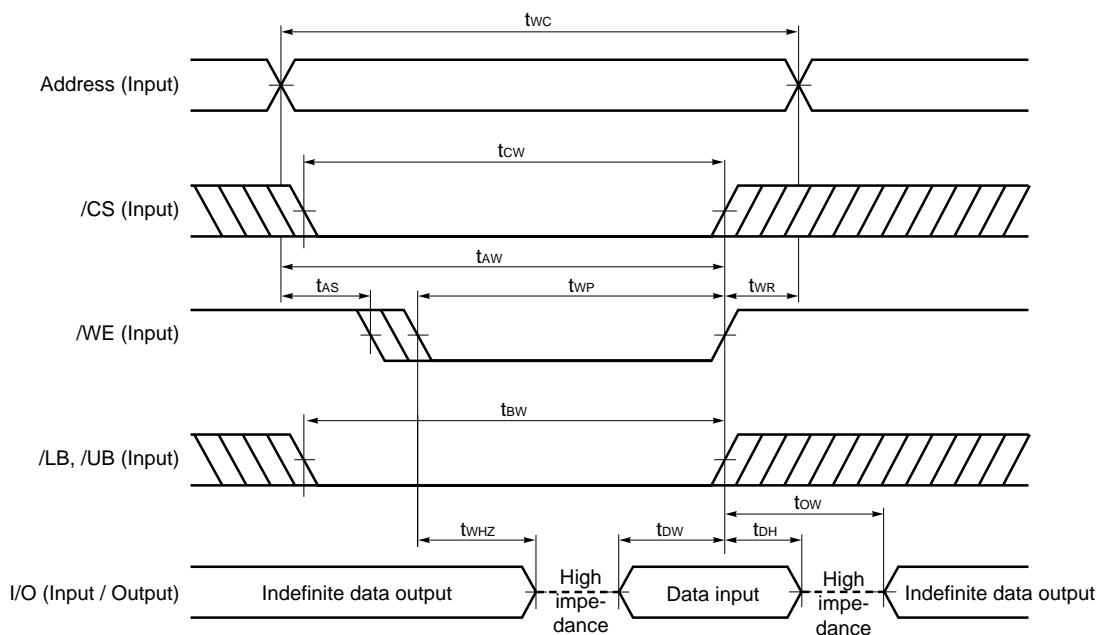 tWC
Address (Input)
tCW
/CS (Input)
tAW
tAS
tWP
tWR
/WE (Input)
tBW
/LB, /UB (Input)
tOW
tWHZ
tDW
tDH
I/O (Input / Output)
Indefinite data output
High
impe-
dance
Data input
High
impe-
dance
Indefinite data output